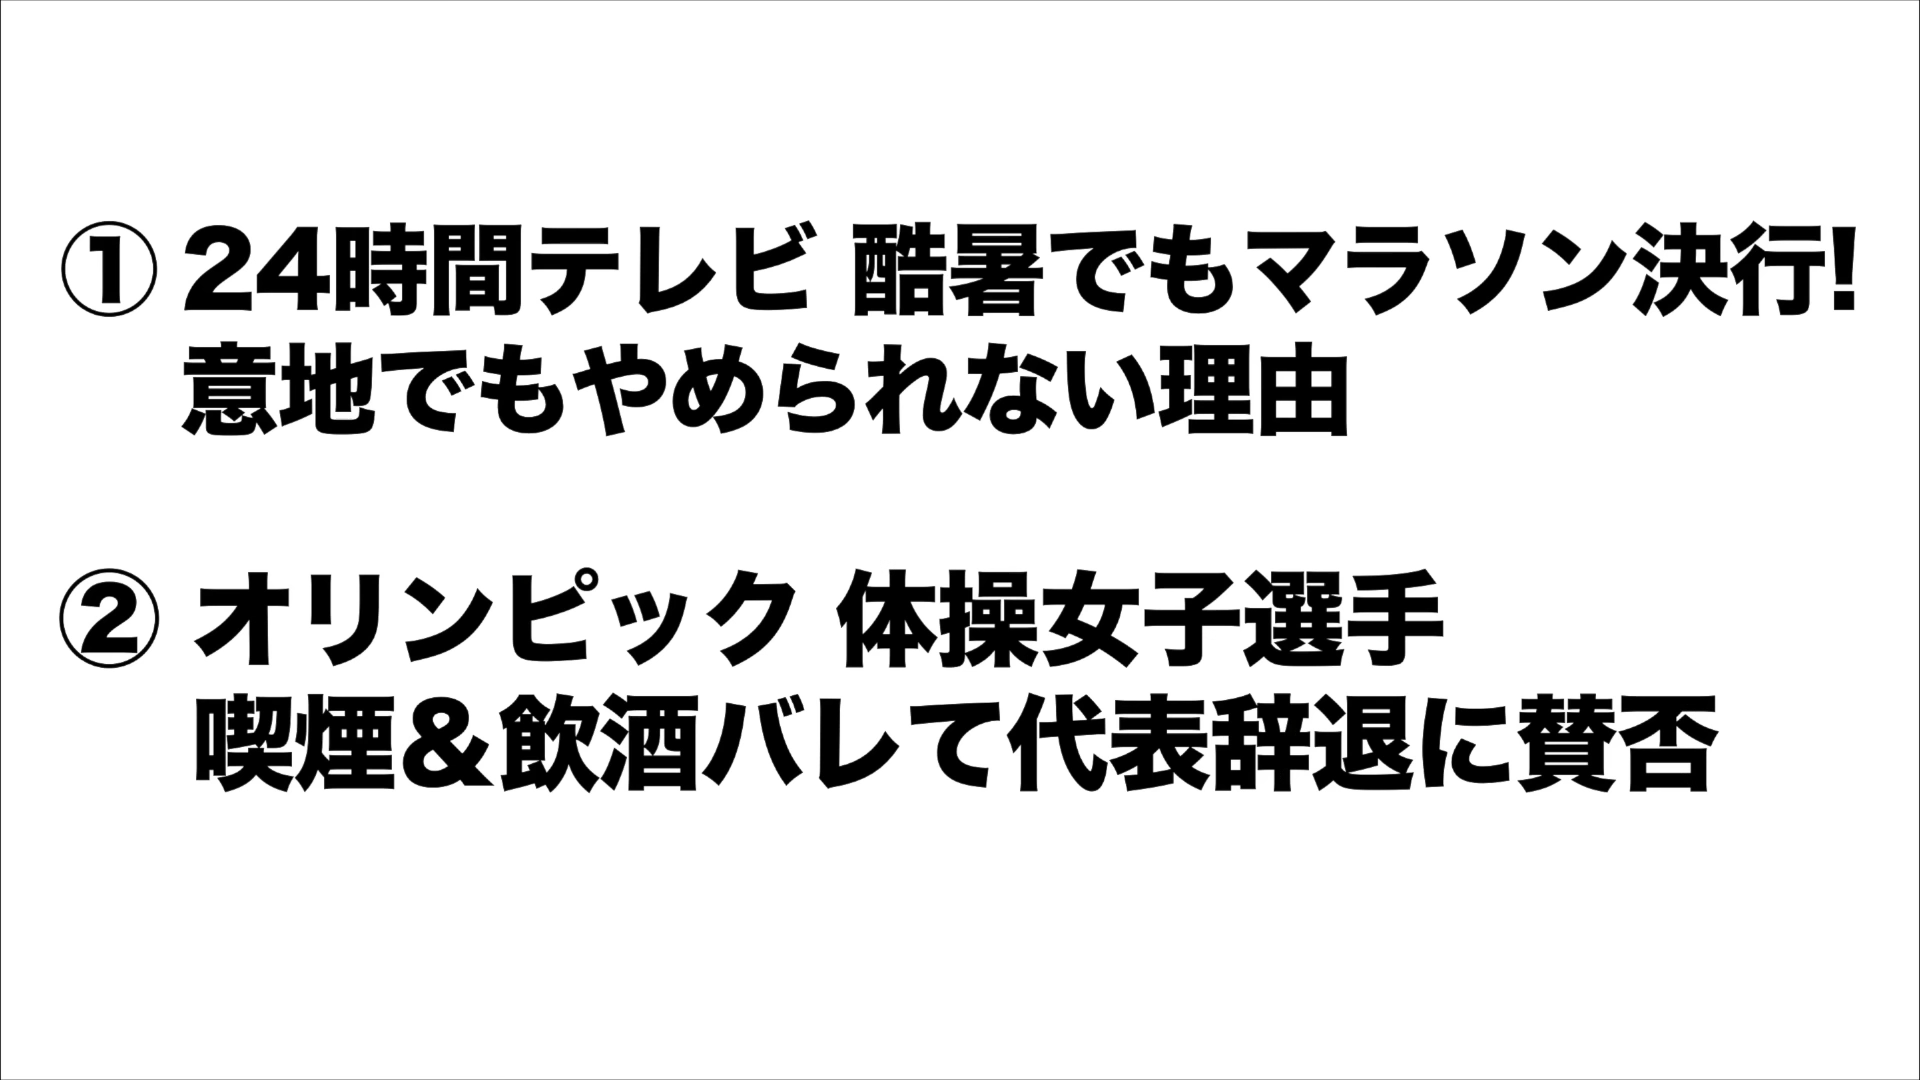 ① 24時間テレビ 酷暑でもマラソン決行!
意地でもやめられない理由
② オリンピック 体操女子選手
喫煙&飲酒バレて代表辞退に賛否